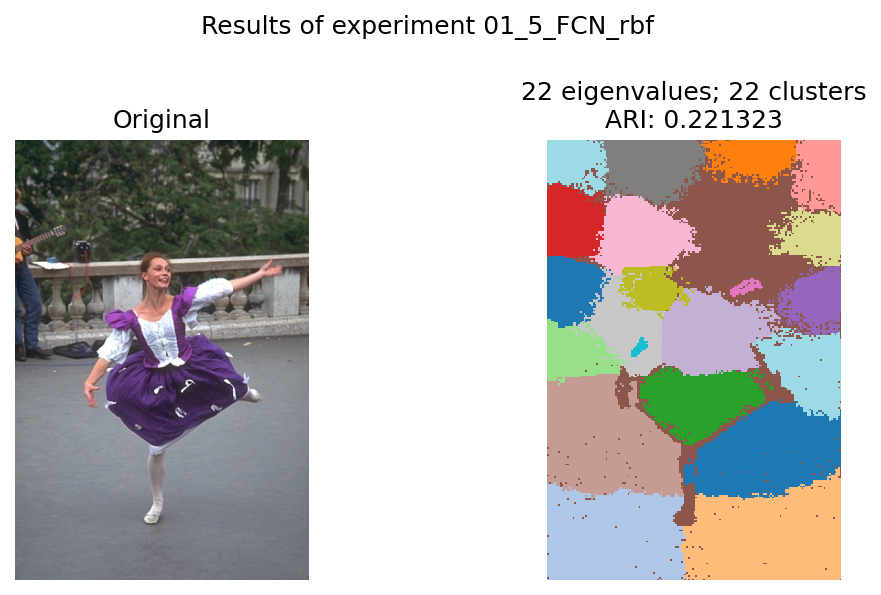 Results of experiment 01_5_FCN_rbf
Original
22 eigenvalues; 22 clusters
ARI: 0.221323